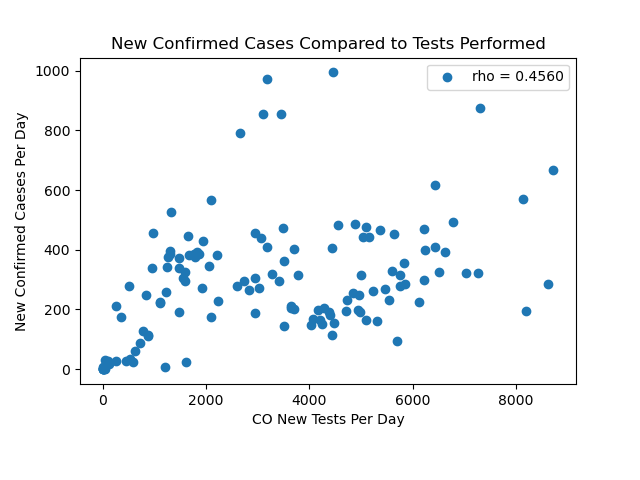 New Confirmed Cases Compared to Tests Performed
rho = 0.4560
New Confirmed Caeses Per Day
1000
800
600
400
200
0
0 2000 4000 6000 8000
CO New Tests Per Day